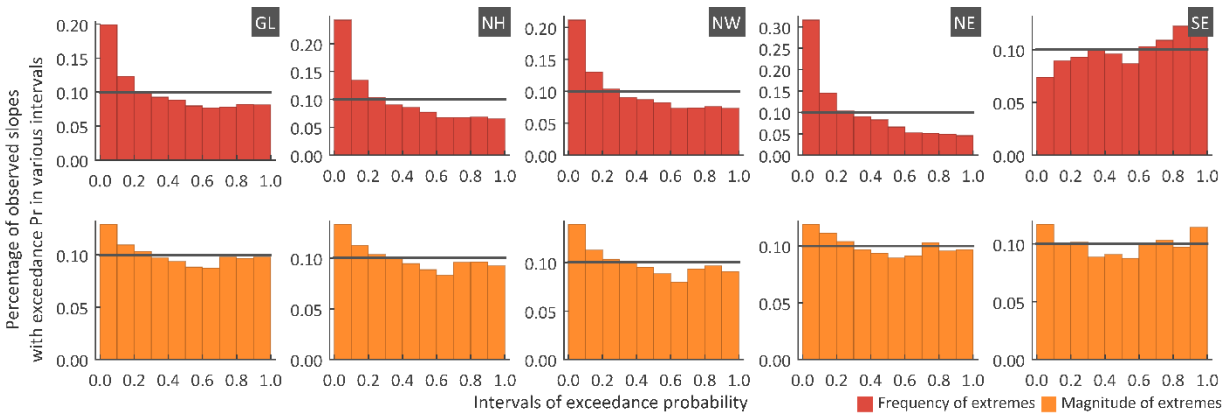 Percentage of observed slopes
with exceedance Pr in various intervals
GL
0.20
0.15
0.10
0.05
0.00
0.0 0.2 0.4 0.6 0.8 1.0
NH
0.20
0.15
0.10
0.05
0.00
0.0 0.2 0.4 0.6 0.8 1.0
NW
0.20
0.15
0.10
0.05
0.00
0.0 0.2 0.4 0.6 0.8 1.0
NE
0.30
0.25
0.20
0.15
0.10
0.05
0.00
0.0 0.2 0.4 0.6 0.8 1.0
SE
0.10
0.05
0.00
0.0 0.2 0.4 0.6 0.8 1.0
0.10
0.05
0.00
0.0 0.2 0.4 0.6 0.8 1.0
0.10
0.05
0.00
0.0 0.2 0.4 0.6 0.8 1.0
0.10
0.05
0.00
0.0 0.2 0.4 0.6 0.8 1.0
0.10
0.05
0.00
0.0 0.2 0.4 0.6 0.8 1.0
0.10
0.05
0.00
0.0 0.2 0.4 0.6 0.8 1.0
Intervals of exceedance probability
Frequency of extremes
Magnitude of extremes